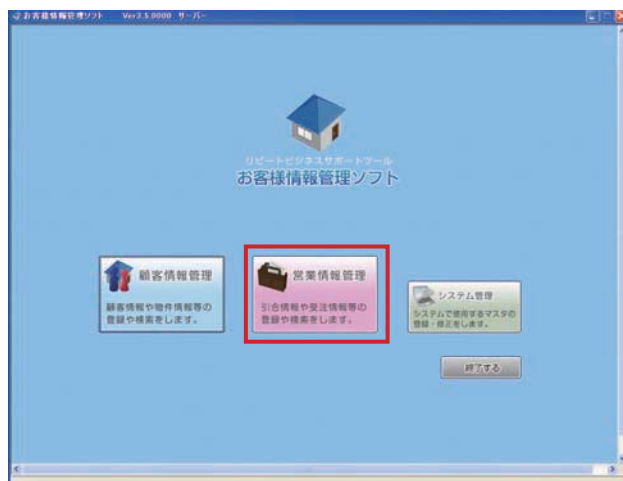 お客様情報管理ソフト Ver3.5.0000 サーバー
リピートビジネスサポートツール
お客様情報管理ソフト
顧客情報管理
顧客情報や物件情報等の
登録や検索をします。
営業情報管理
引合情報や受注情報等の
登録や検索をします。
システム管理
システムで使用するマスタの
登録・修正をします。
終了する